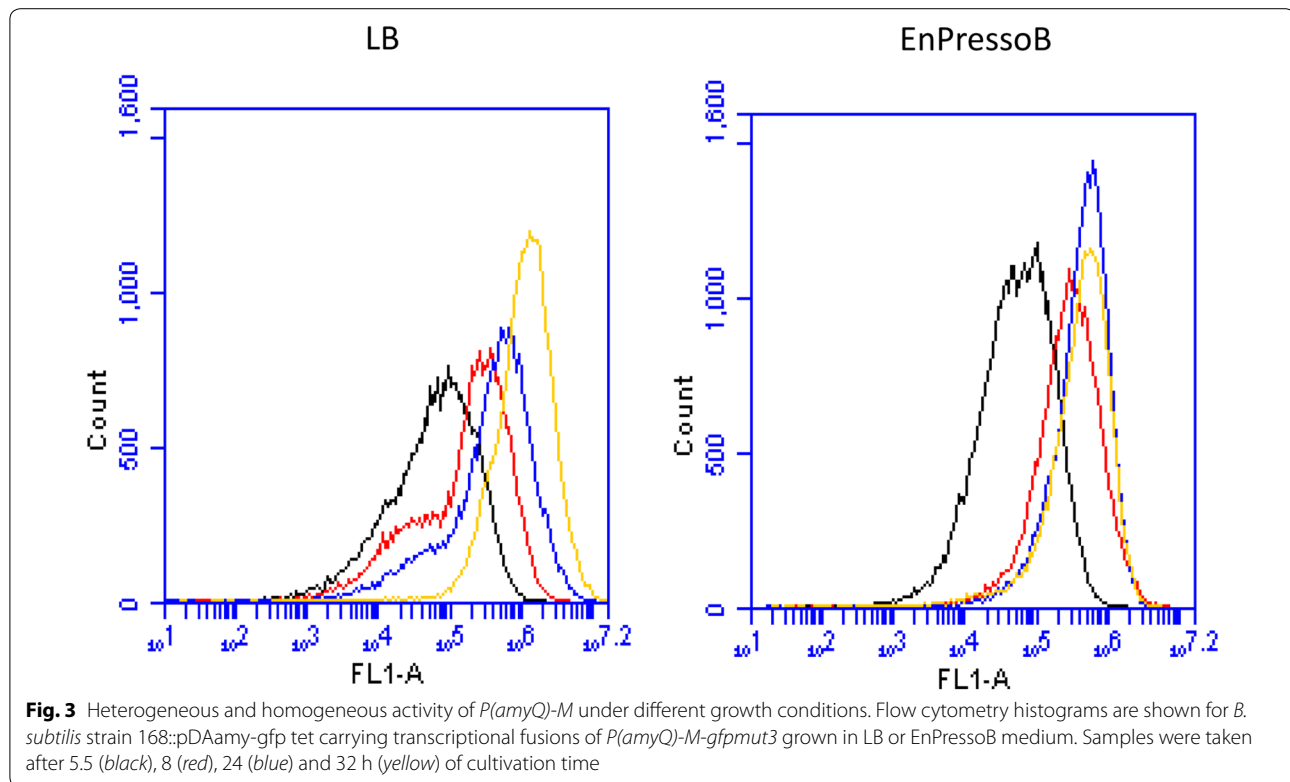 LB
EnPressoB
1,600
1,000
500
0
Count
10^1 10^2 10^3 10^4 10^5 10^6 10^7.2
FL1-A
1,600
1,000
500
0
Count
10^1 10^2 10^3 10^4 10^5 10^6 10^7.2
FL1-A
Fig. 3 Heterogeneous and homogeneous activity of P(amyQ)-M under different growth conditions. Flow cytometry histograms are shown for B.
subtilis strain 168::pDAamy-gfp tet carrying transcriptional fusions of P(amyQ)-M-gfpmut3 grown in LB or EnPressoB medium. Samples were taken
after 5.5 (black), 8 (red), 24 (blue) and 32 h (yellow) of cultivation time